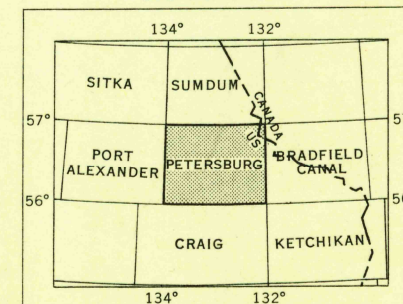 134° 132°
SITKA SUMDUM
CANADA
US
57°
PORT
ALEXANDER
PETERSBURG
BRADFIELD
CANAL
56°
CRAIG KETCHIKAN
134° 132°